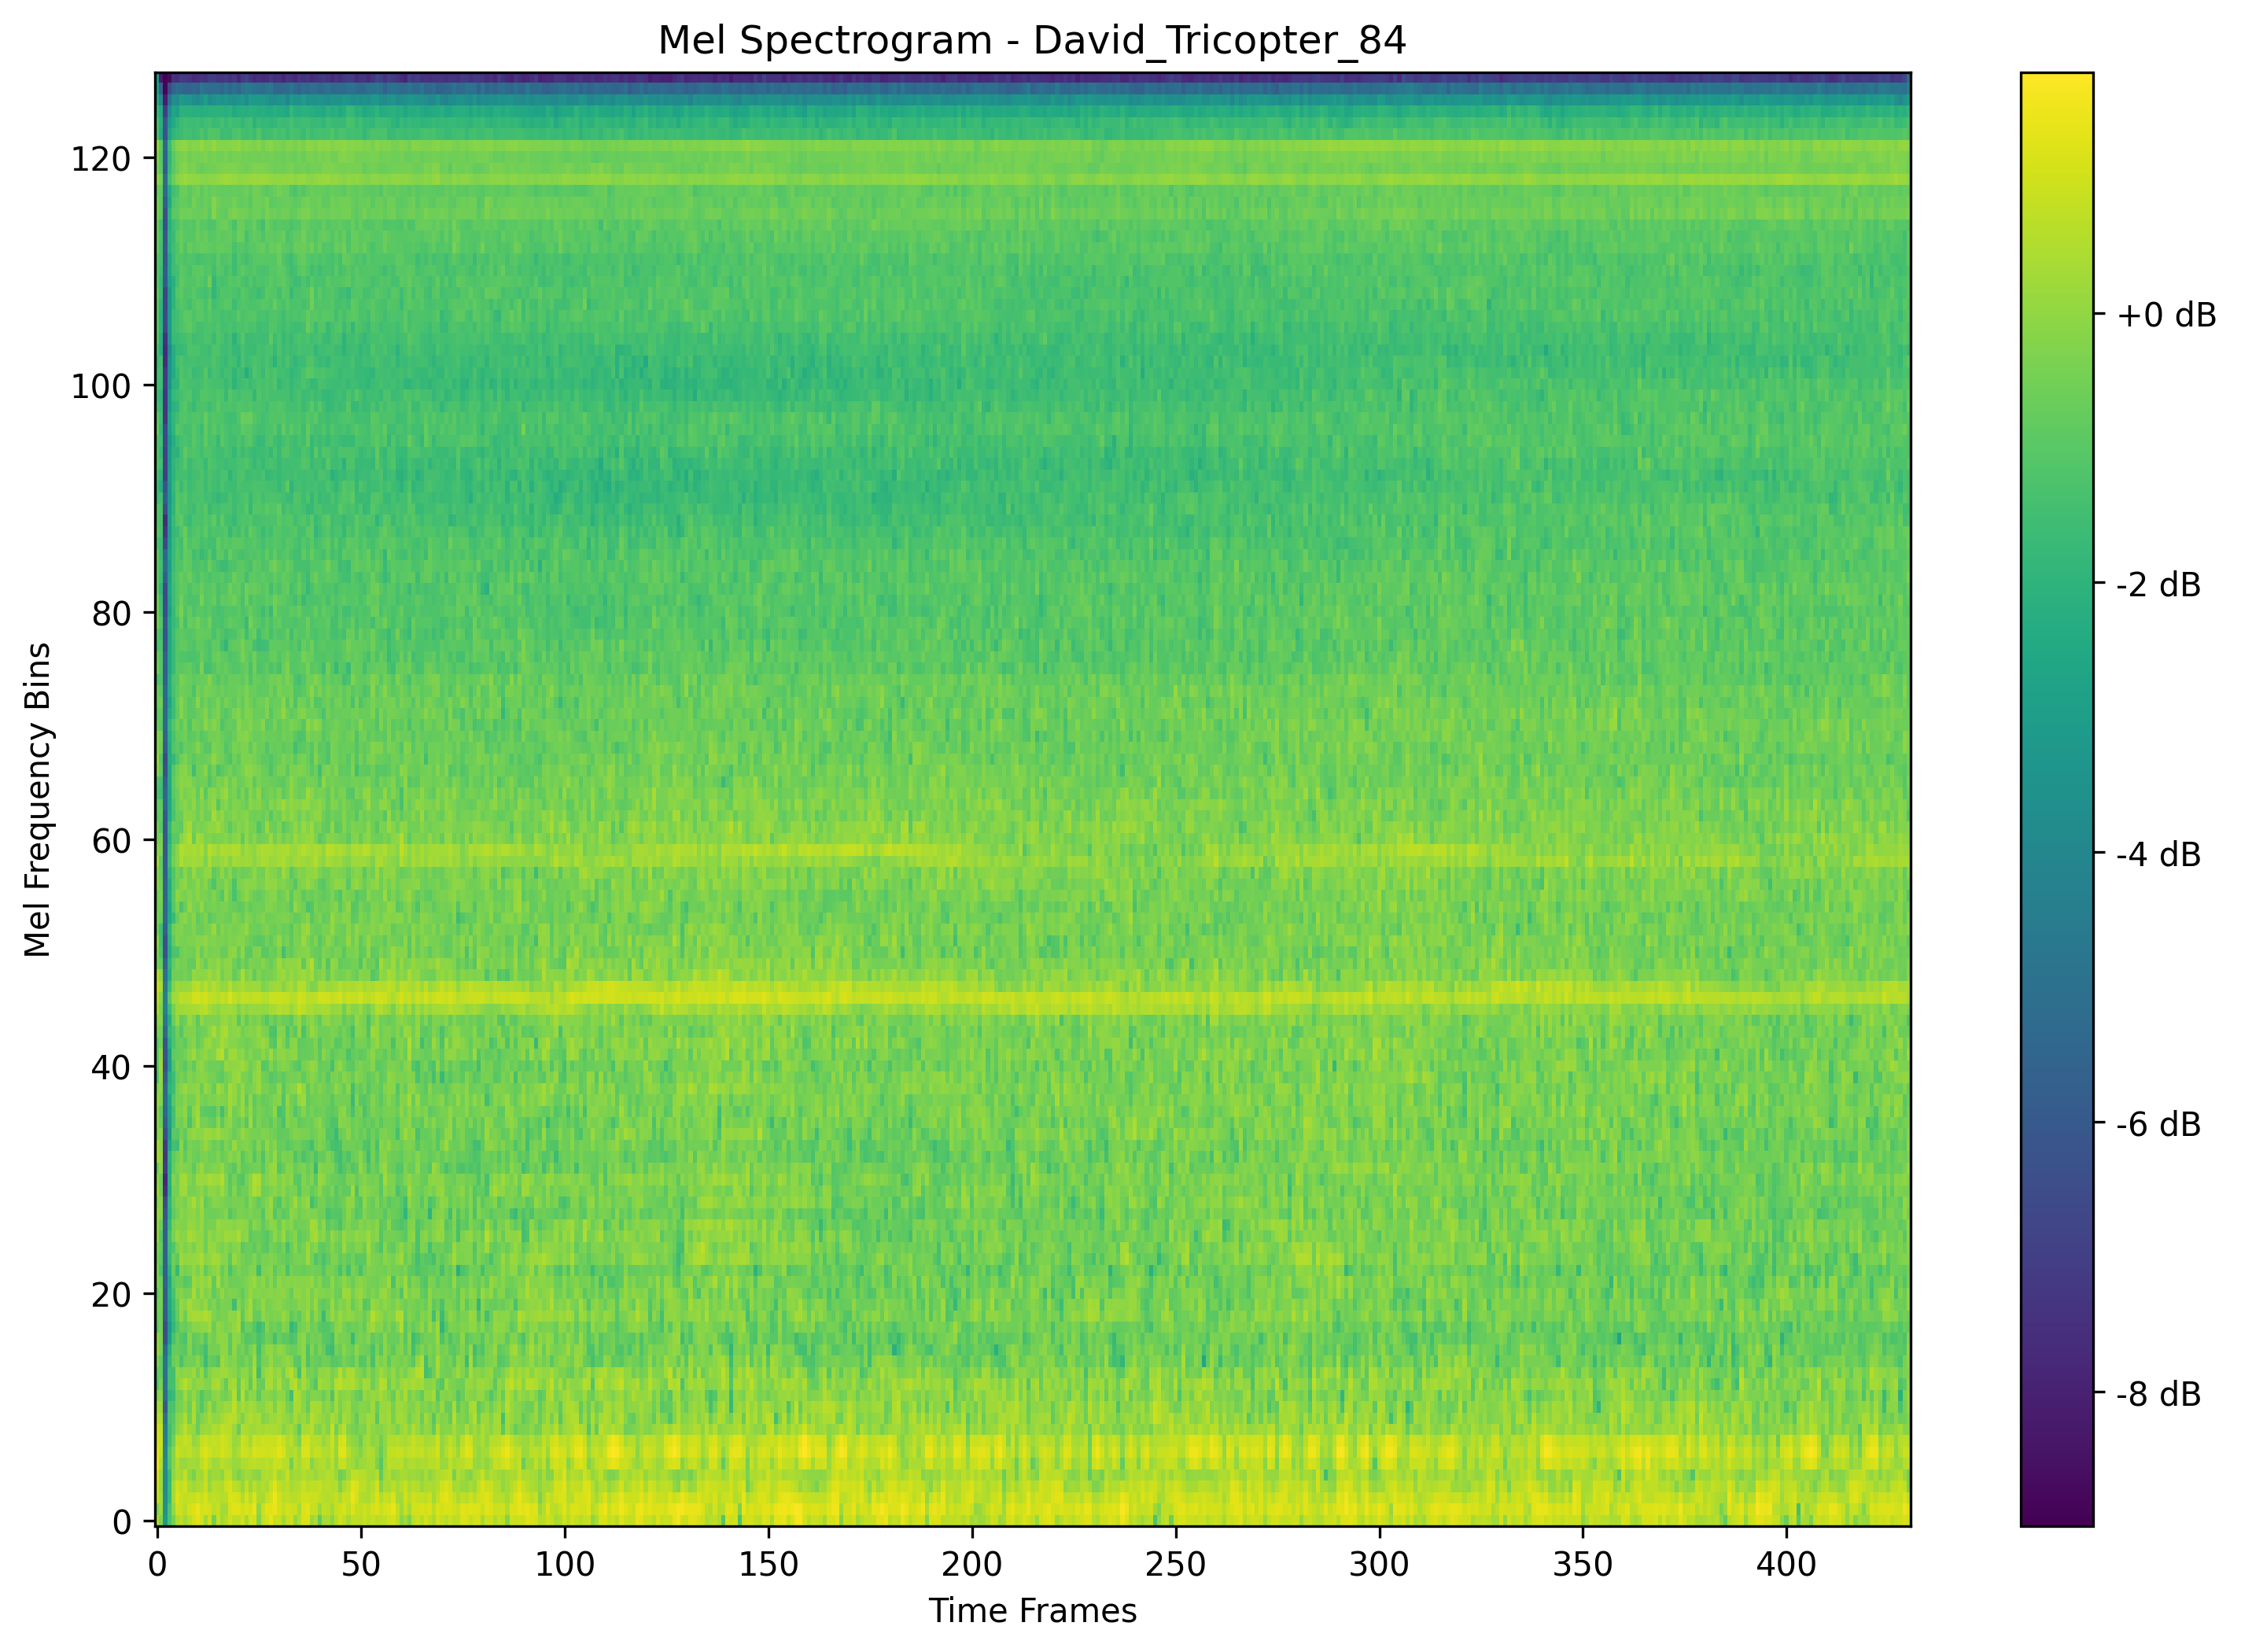 Mel Spectrogram - David_Tricopter_84
Mel Frequency Bins
120
100
80
60
40
20
0
0 50 100 150 200 250 300 350 400
Time Frames
+0 dB
-2 dB
-4 dB
-6 dB
-8 dB